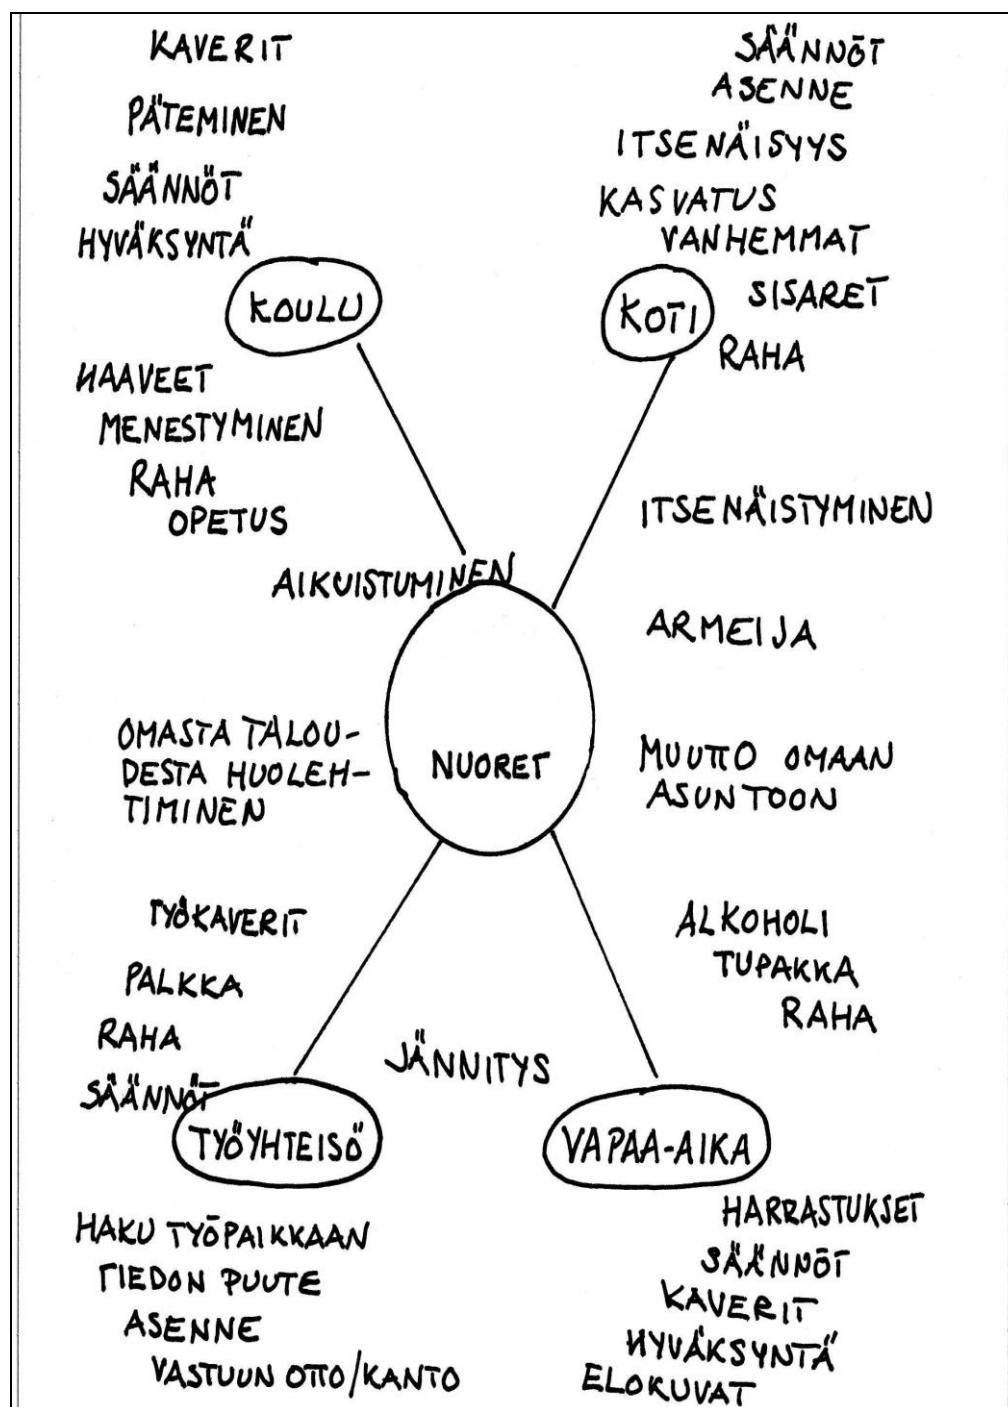 KAVERIT
PÄTEMINEN
SÄÄNNÖT
HYVÄKSYNTÄ
KOULU
HAAVEET
MENESTYMINEN
RAHA
OPETUS
SÄÄNNÖT
ASENNE
ITSENÄISYYS
KASVATUS
VANHEMMAT
SISARET
KOTI
RAHA
ITSENÄISTYMINEN
AIKUISTUMINEN
ARMEIJA
OMASTA TALOU-
DESTA HUOLEH-
TIMINEN
NUORET
MUUTTO OMAAN
ASUNTOON
TYÖKAVERIT
PALKKA
RAHA
SÄÄNNÖT
TYÖYHTEISÖ
HAKU TYÖPAIKKAAN
TIEDON PUUTE
ASENNE
VASTUUN OTTO/KANTO
JÄNNITYS
ALKOHOLI
TUPAKKA
RAHA
VAPAA-AIKA
HARRASTUKSET
SÄÄNNÖT
KAVERIT
HYVÄKSYNTÄ
ELOKUVAT